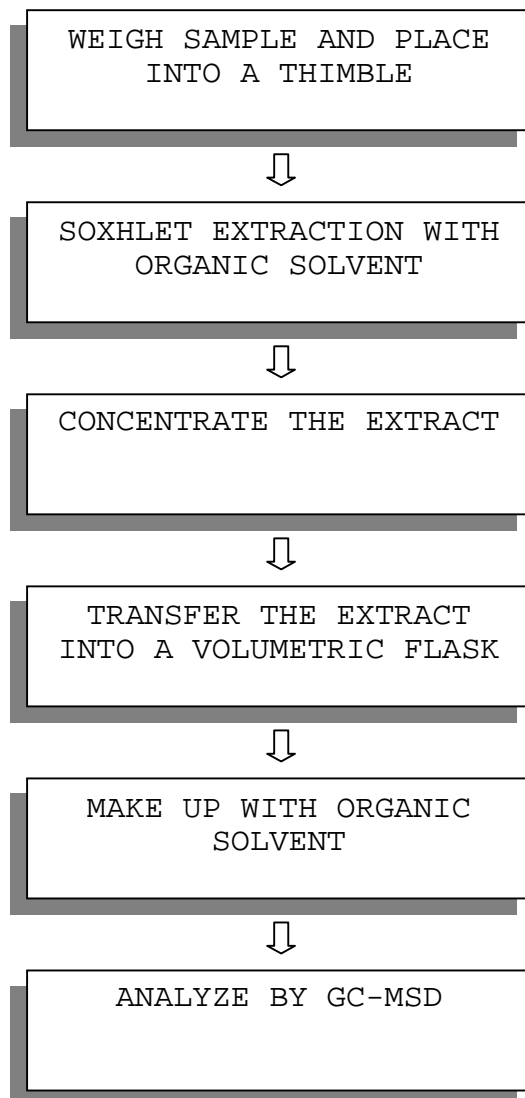 WEIGH SAMPLE AND PLACE
INTO A THIMBLE
SOXHLET EXTRACTION WITH
ORGANIC SOLVENT
CONCENTRATE THE EXTRACT
TRANSFER THE EXTRACT
INTO A VOLUMETRIC FLASK
MAKE UP WITH ORGANIC
SOLVENT
ANALYZE BY GC-MSD